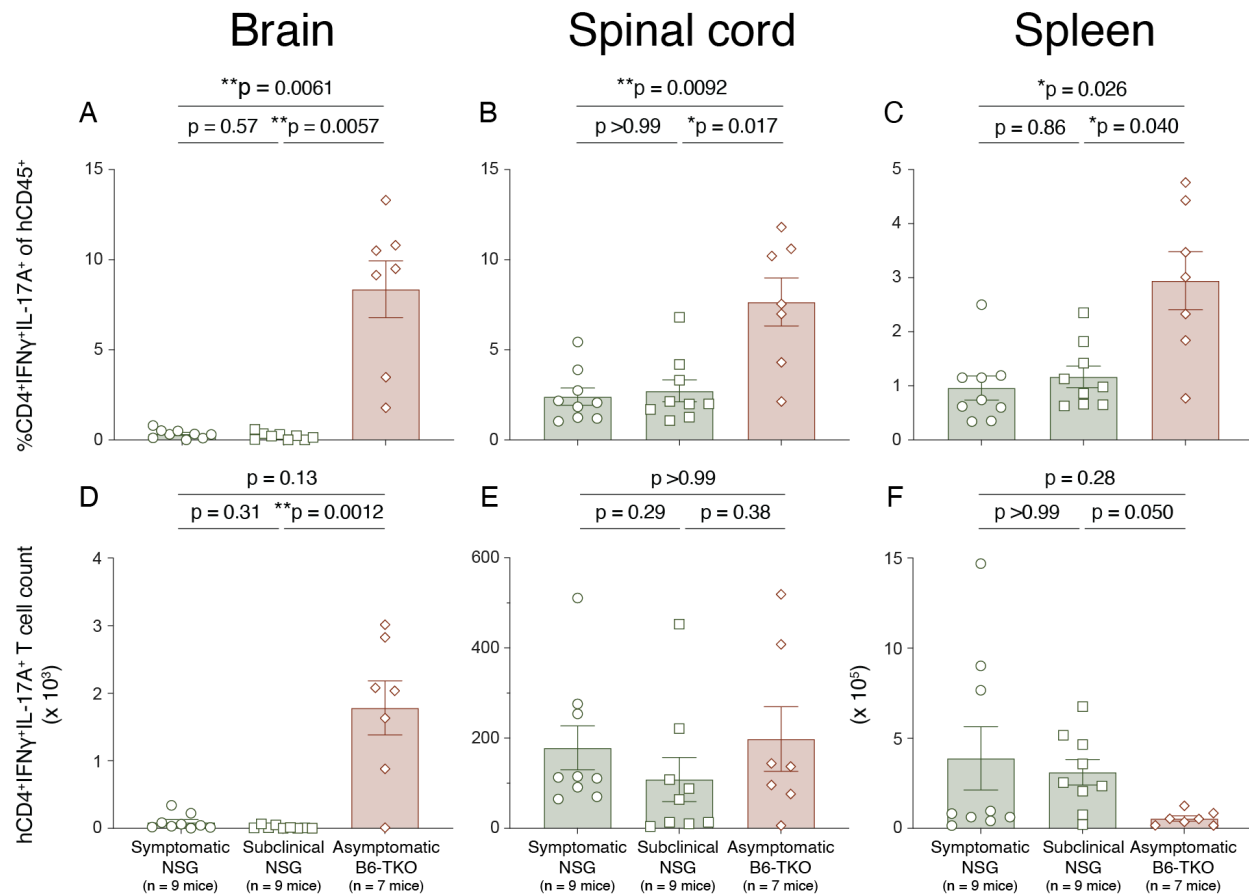 Brain
Spinal cord
Spleen
**p = 0.0061
p = 0.57 **p = 0.0057
A
**p = 0.0092
p >0.99 *p = 0.017
B
*p = 0.026
p = 0.86 *p = 0.040
C
%CD4⁺IFNγ⁺IL-17A⁺ of hCD45⁺
15
10
5
0
15
10
5
0
5
4
3
2
1
0
p = 0.13
p = 0.31 **p = 0.0012
D
p >0.99
p = 0.29 p = 0.38
E
p = 0.28
p >0.99 p = 0.050
F
hCD4⁺IFNγ⁺IL-17A⁺ T cell count
(x 10³)
4
3
2
1
0
600
400
200
0
(x 10⁵)
15
10
5
0
Symptomatic
NSG
(n = 9 mice)
Subclinical
NSG
(n = 9 mice)
Asymptomatic
B6-TKO
(n = 7 mice)
Symptomatic
NSG
(n = 9 mice)
Subclinical
NSG
(n = 9 mice)
Asymptomatic
B6-TKO
(n = 7 mice)
Symptomatic
NSG
(n = 9 mice)
Subclinical
NSG
(n = 9 mice)
Asymptomatic
B6-TKO
(n = 7 mice)